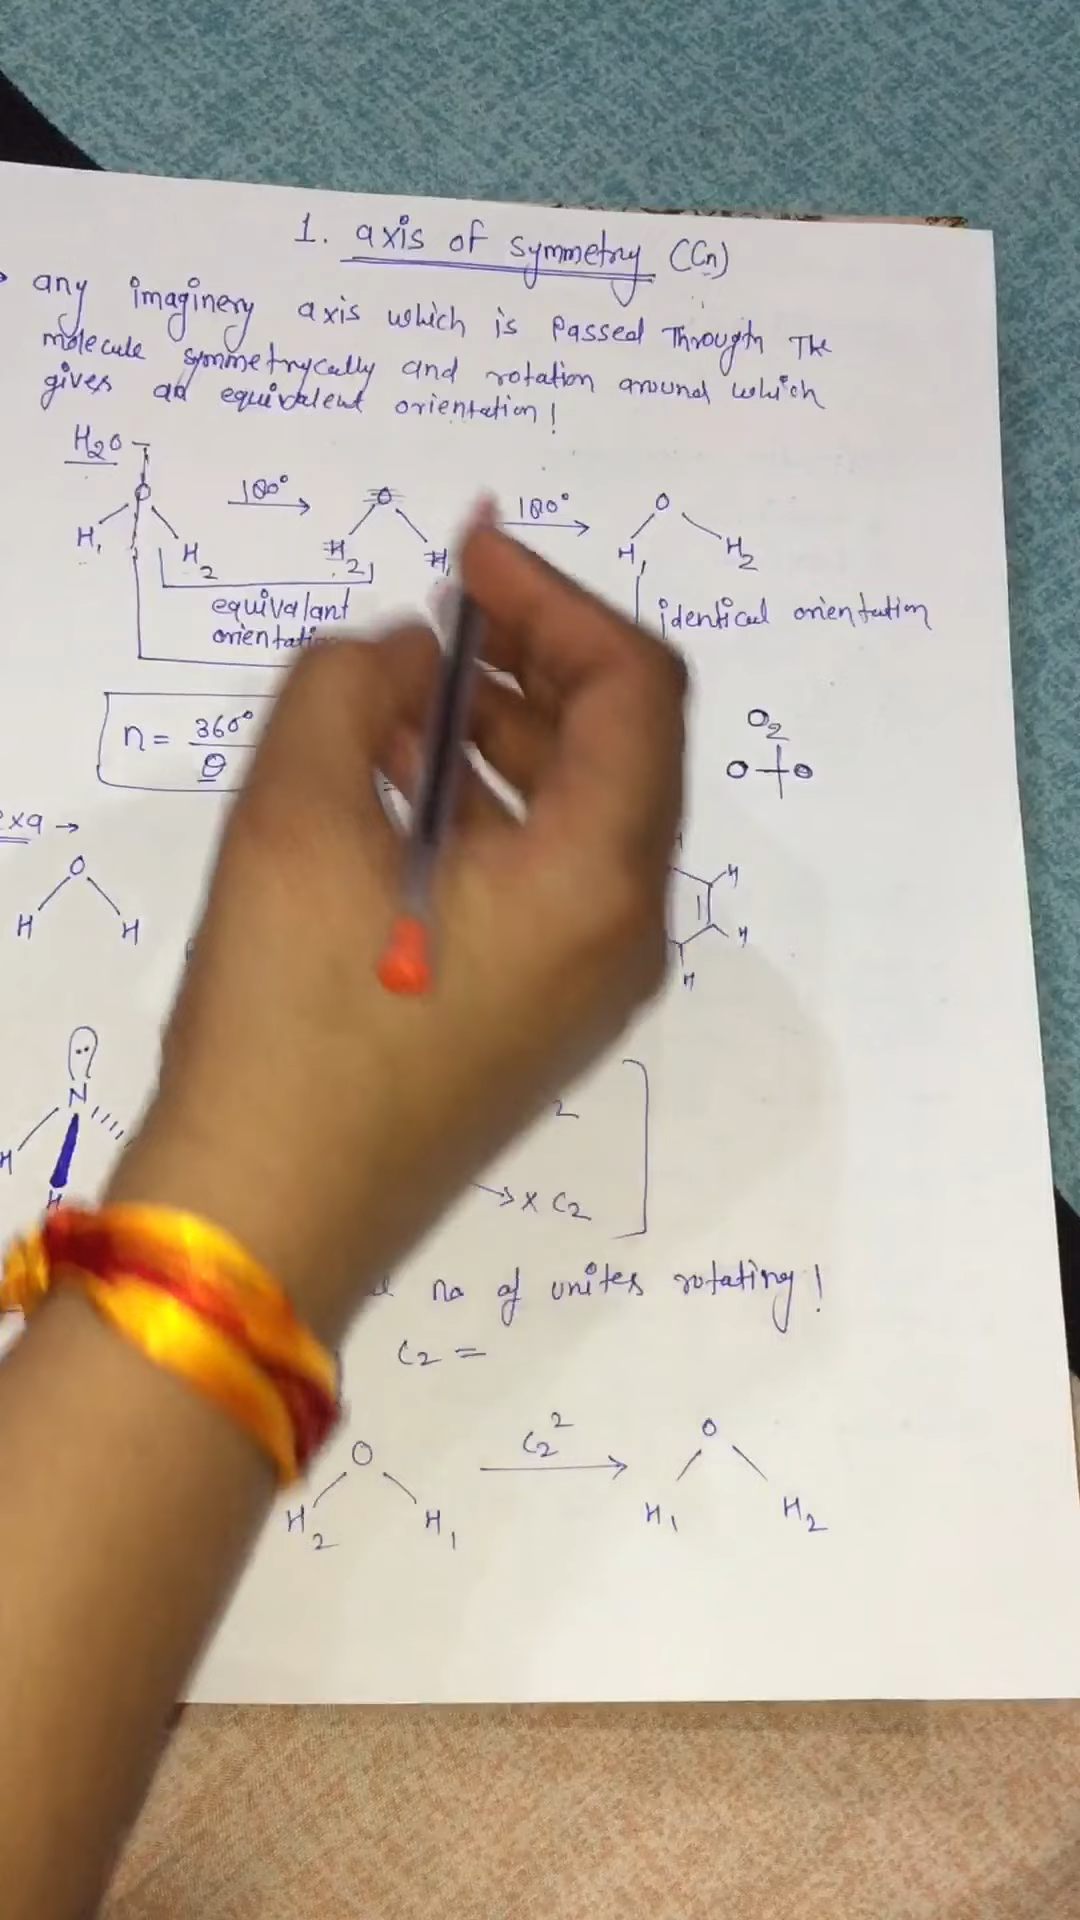 1. axis of symmetry (Cn)
any imaginery axis which is passed Through The
molecule symmetrycally and rotation around which
gives an equivalent orientation!
H2O
O 180° O 180° O
H1 H2 H2 H1 H1 H2
equivalant
orientati
identical orientation
n = 360°
θ
O2
O O
exa →
O
H H
H
H
H
H
N
H
H
2
→ x C2
no of unites rotating!
C2 =
O C2² O
H2 H1 H1 H2